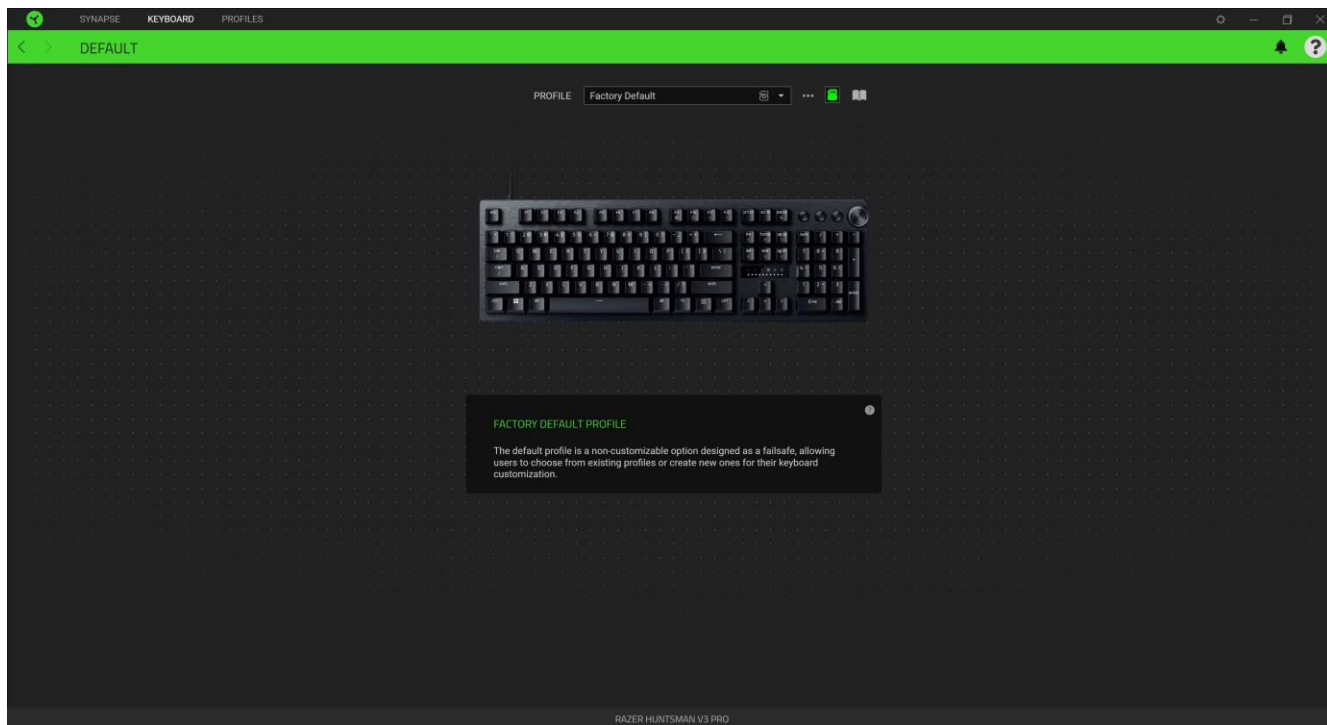 SYNAPSE KEYBOARD PROFILES
DEFAULT
PROFILE Factory Default
FACTORY DEFAULT PROFILE
The default profile is a non-customizable option designed as a failsafe, allowing
users to choose from existing profiles or create new ones for their keyboard
customization.
RAZER HUNTSMAN V3 PRO